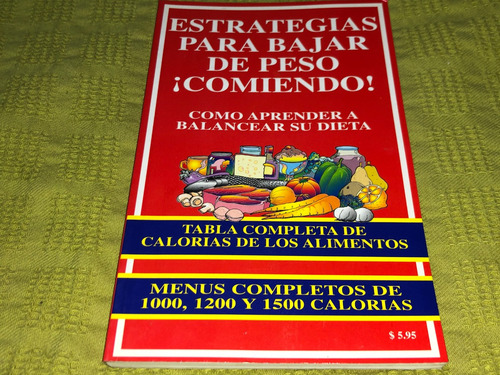 ESTRATEGIAS
PARA BAJAR
DE PESO
¡COMIENDO!
COMO APRENDER A
BALANCEAR SU DIETA
TABLA COMPLETA DE
CALORIAS DE LOS ALIMENTOS
MENUS COMPLETOS DE
1000, 1200 Y 1500 CALORIAS
$ 5.95